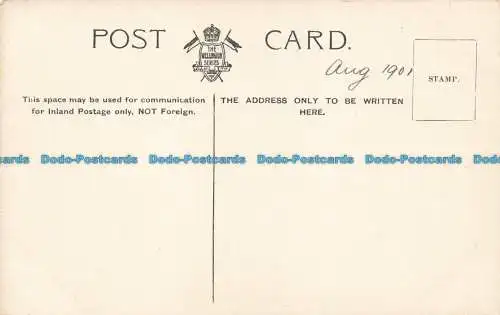 POST CARD.
THE
WELLINGTON
SERIES
Aug 1901
STAMP.
This space may be used for communication
for Inland Postage only, NOT Foreign.
THE ADDRESS ONLY TO BE WRITTEN
HERE.
Dodo-Postcards Dodo-Postcards Dodo-Postcards Dodo-Postcards Dodo-Postcards